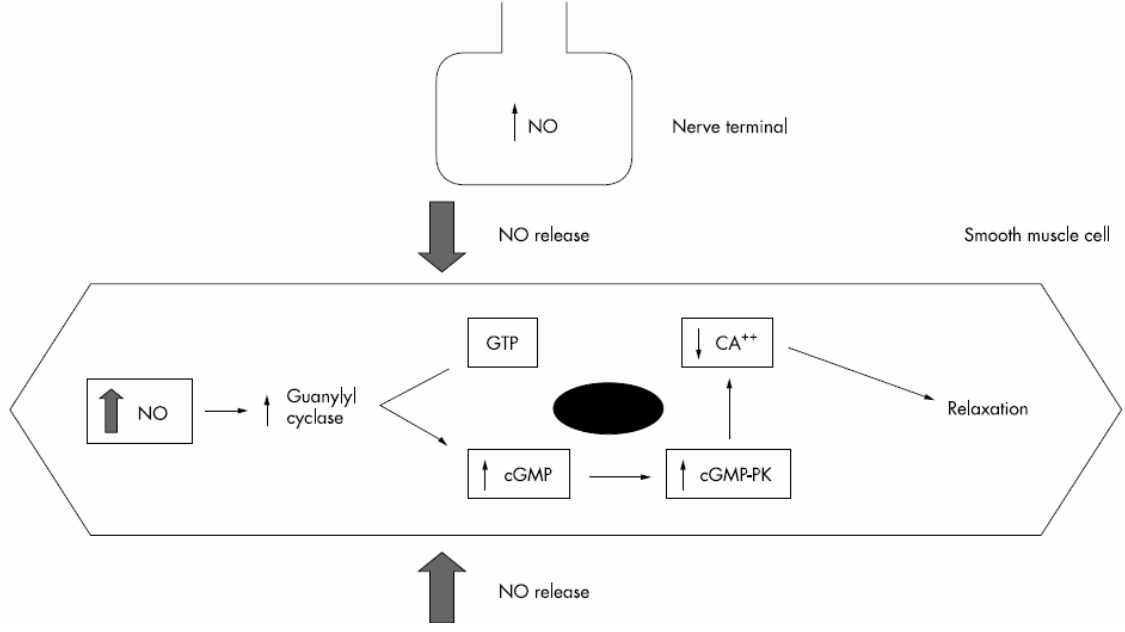 ↑ NO
Nerve terminal
NO release
Smooth muscle cell
GTP
↓ CA⁺⁺
↑ NO
↑ Guanylyl
cyclase
Relaxation
↑ cGMP
↑ cGMP-PK
NO release